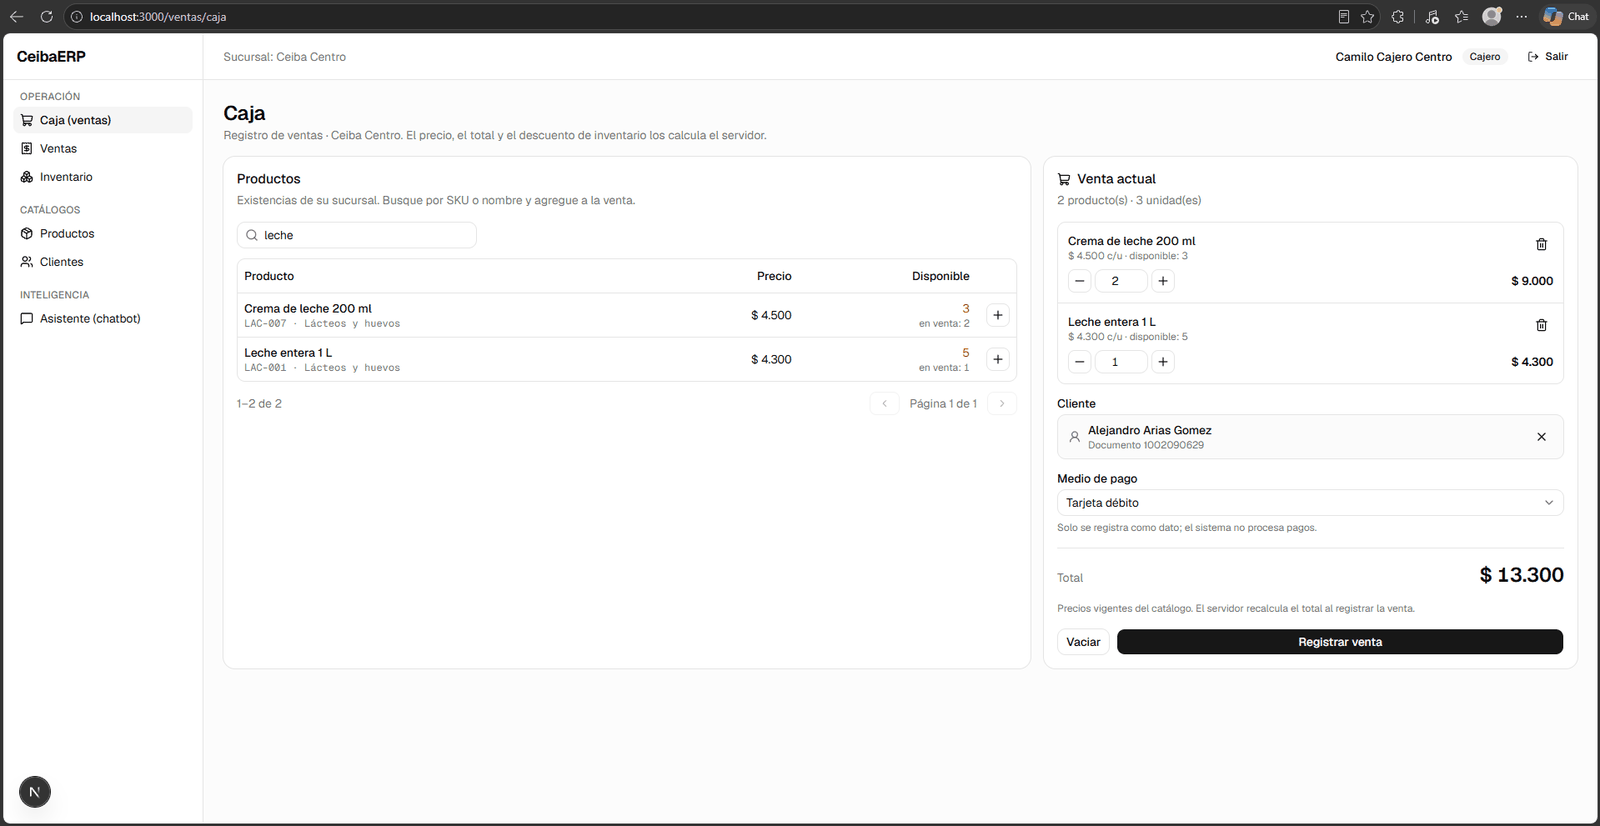 localhost:3000/ventas/caja
Chat
CeibaERP
Sucursal: Ceiba Centro
Camilo Cajero Centro
Cajero
Salir
OPERACIÓN
Caja (ventas)
Ventas
Inventario
CATÁLOGOS
Productos
Clientes
INTELIGENCIA
Asistente (chatbot)
N
Caja
Registro de ventas · Ceiba Centro. El precio, el total y el descuento de inventario los calcula el servidor.
Productos
Existencias de su sucursal. Busque por SKU o nombre y agregue a la venta.
leche
Producto Precio Disponible
Crema de leche 200 ml $ 4.500 3
LAC-007 · Lácteos y huevos en venta: 2
Leche entera 1 L $ 4.300 5
LAC-001 · Lácteos y huevos en venta: 1
1–2 de 2 Página 1 de 1
Venta actual
2 producto(s) · 3 unidad(es)
Crema de leche 200 ml
$ 4.500 c/u · disponible: 3
2 $ 9.000
Leche entera 1 L
$ 4.300 c/u · disponible: 5
1 $ 4.300
Cliente
Alejandro Arias Gomez
Documento 1002090629
Medio de pago
Tarjeta débito
Solo se registra como dato; el sistema no procesa pagos.
Total $ 13.300
Precios vigentes del catálogo. El servidor recalcula el total al registrar la venta.
Vaciar Registrar venta